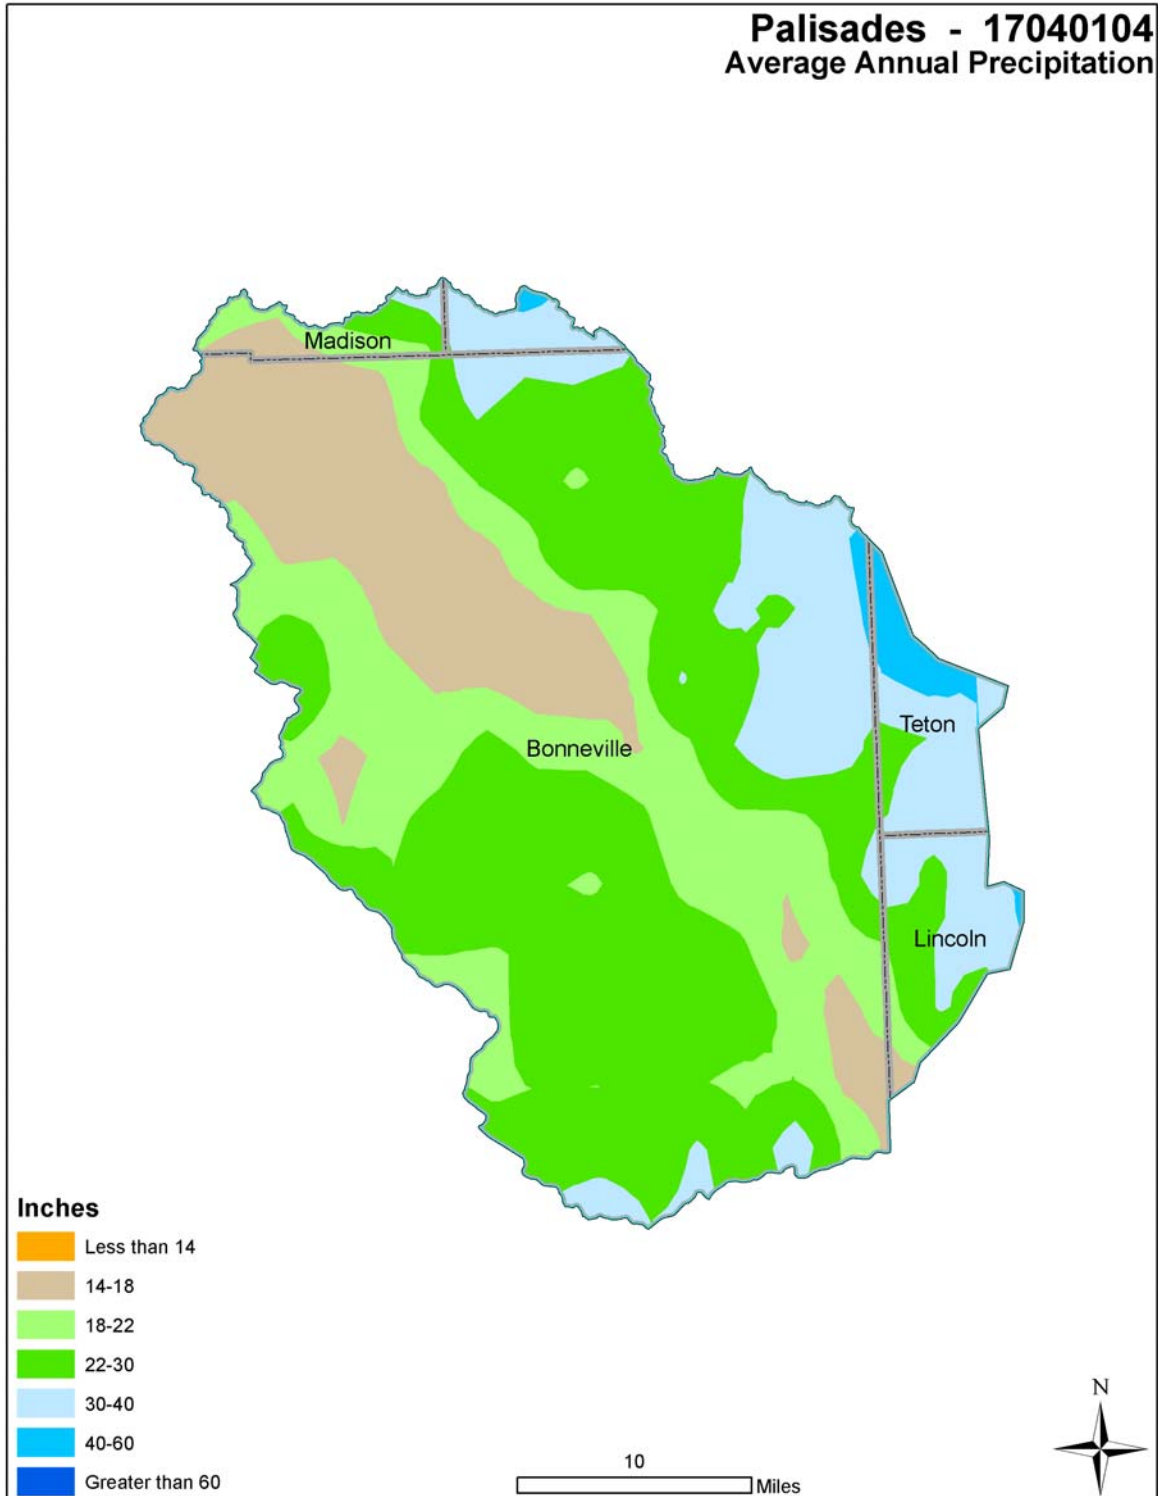 Palisades - 17040104
Average Annual Precipitation
Madison
Teton
Bonneville
Lincoln
Inches
Less than 14
14-18
18-22
22-30
30-40
40-60
Greater than 60
10
Miles
N